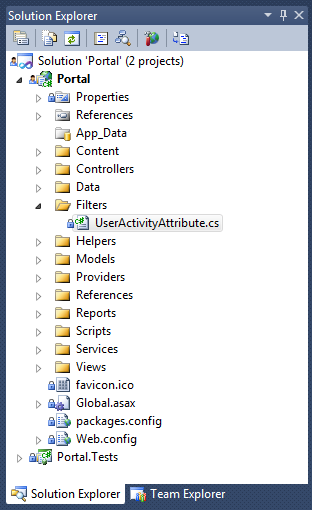 Solution Explorer
Solution 'Portal' (2 projects)
Portal
Properties
References
App_Data
Content
Controllers
Data
Filters
UserActivityAttribute.cs
Helpers
Models
Providers
References
Reports
Scripts
Services
Views
favicon.ico
Global.asax
packages.config
Web.config
Portal.Tests
Solution Explorer Team Explorer